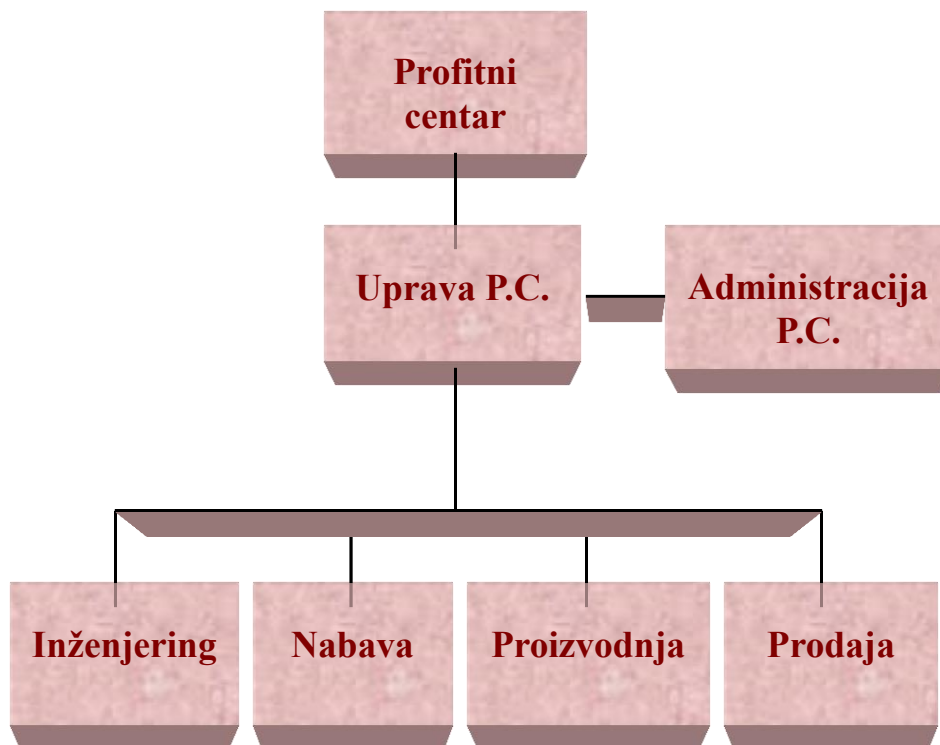 Profitni
centar
Uprava P.C.
Administracija
P.C.
Inženjering
Nabava
Proizvodnja
Prodaja